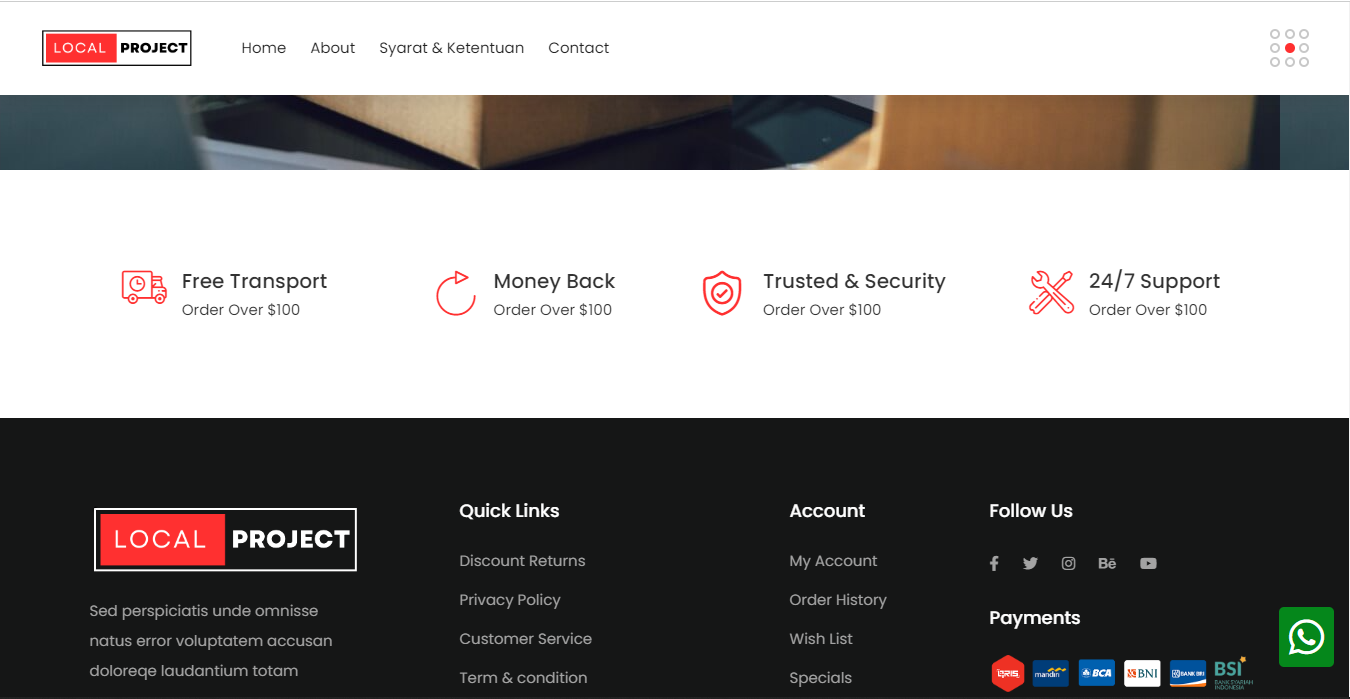 LOCAL PROJECT
Home About Syarat & Ketentuan Contact
Free Transport
Order Over $100
Money Back
Order Over $100
Trusted & Security
Order Over $100
24/7 Support
Order Over $100
LOCAL PROJECT
Sed perspiciatis unde omnisse
natus error voluptatem accusan
doloreqe laudantium totam
Quick Links
Discount Returns
Privacy Policy
Customer Service
Term & condition
Account
My Account
Order History
Wish List
Specials
Follow Us
Bē
Payments
QRIS mandiri BCA BNI BANK BRI BSI
BANK SYARIAH
INDONESIA